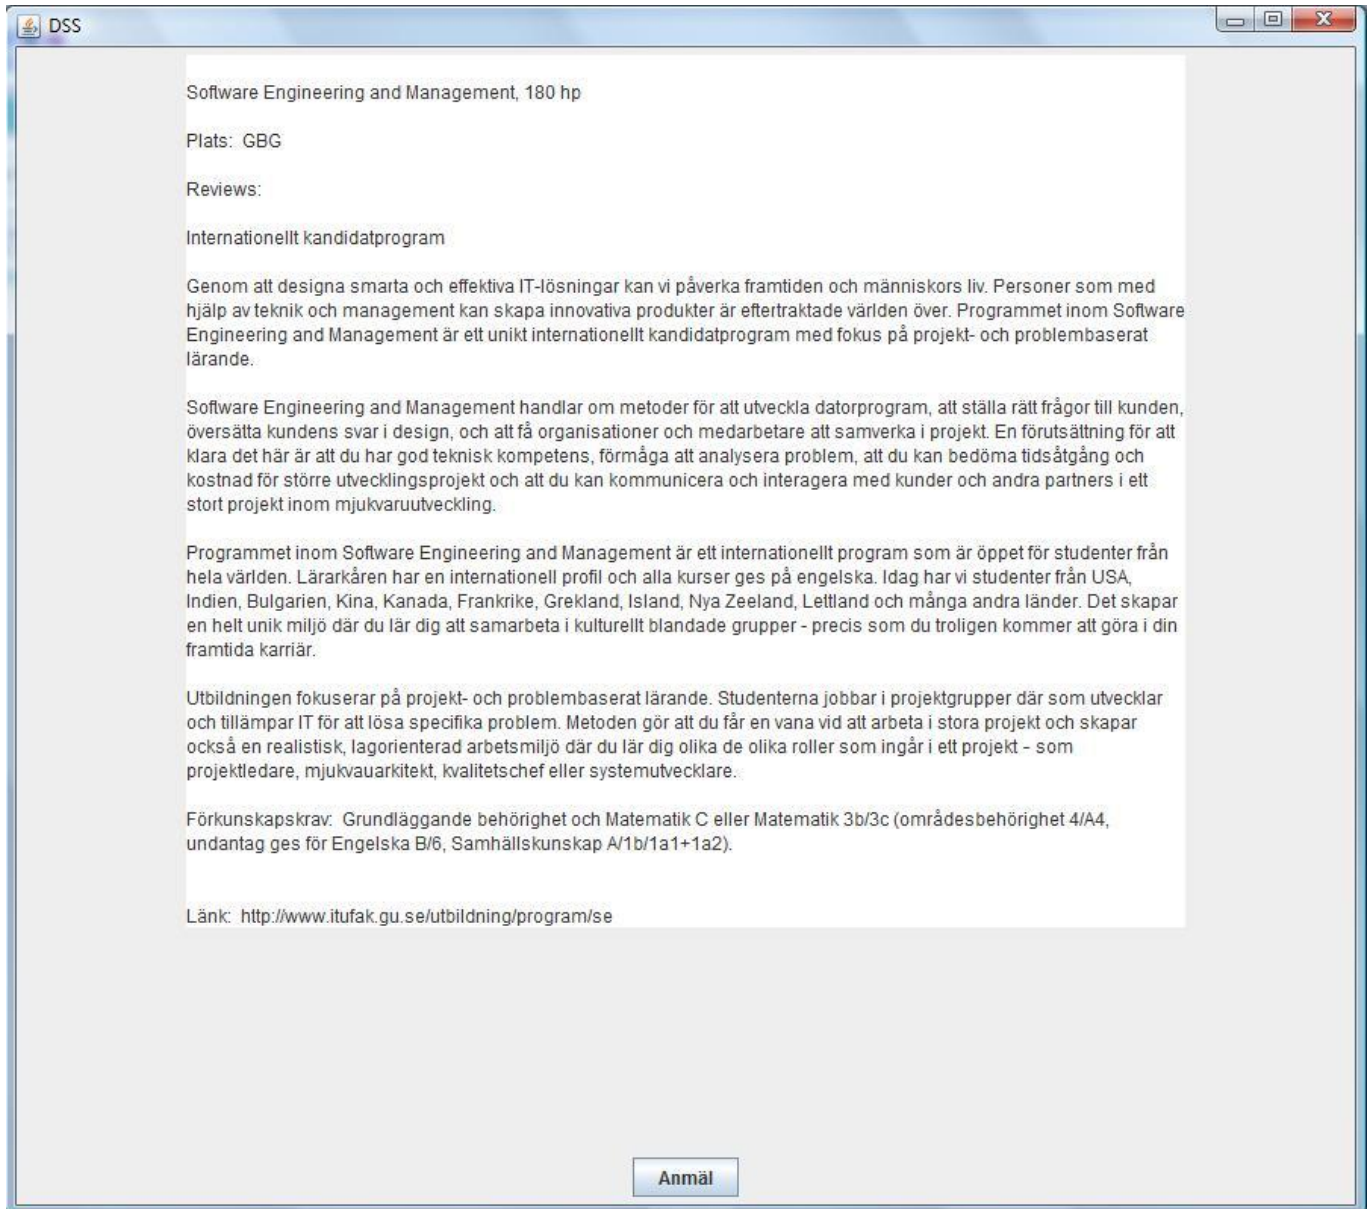 DSS
Software Engineering and Management, 180 hp
Plats:  GBG
Reviews:
Internationellt kandidatprogram
Genom att designa smarta och effektiva IT-lösningar kan vi påverka framtiden och människors liv. Personer som med
hjälp av teknik och management kan skapa innovativa produkter är eftertraktade världen över. Programmet inom Software
Engineering and Management är ett unikt internationellt kandidatprogram med fokus på projekt- och problembaserat
lärande.
Software Engineering and Management handlar om metoder för att utveckla datorprogram, att ställa rätt frågor till kunden,
översätta kundens svar i design, och att få organisationer och medarbetare att samverka i projekt. En förutsättning för att
klara det här är att du har god teknisk kompetens, förmåga att analysera problem, att du kan bedöma tidsåtgång och
kostnad för större utvecklingsprojekt och att du kan kommunicera och interagera med kunder och andra partners i ett
stort projekt inom mjukvaruutveckling.
Programmet inom Software Engineering and Management är ett internationellt program som är öppet för studenter från
hela världen. Lärarkåren har en internationell profil och alla kurser ges på engelska. Idag har vi studenter från USA,
Indien, Bulgarien, Kina, Kanada, Frankrike, Grekland, Island, Nya Zeeland, Lettland och många andra länder. Det skapar
en helt unik miljö där du lär dig att samarbeta i kulturellt blandade grupper - precis som du troligen kommer att göra i din
framtida karriär.
Utbildningen fokuserar på projekt- och problembaserat lärande. Studenterna jobbar i projektgrupper där som utvecklar
och tillämpar IT för att lösa specifika problem. Metoden gör att du får en vana vid att arbeta i stora projekt och skapar
också en realistisk, lagorienterad arbetsmiljö där du lär dig olika de olika roller som ingår i ett projekt – som
projektledare, mjukvauarkitekt, kvalitetschef eller systemutvecklare.
Förkunskapskrav:  Grundläggande behörighet och Matematik C eller Matematik 3b/3c (områdesbehörighet 4/A4,
undantag ges för Engelska B/6, Samhällskunskap A/1b/1a1+1a2).
Länk:  http://www.itufak.gu.se/utbildning/program/se
Anmäl